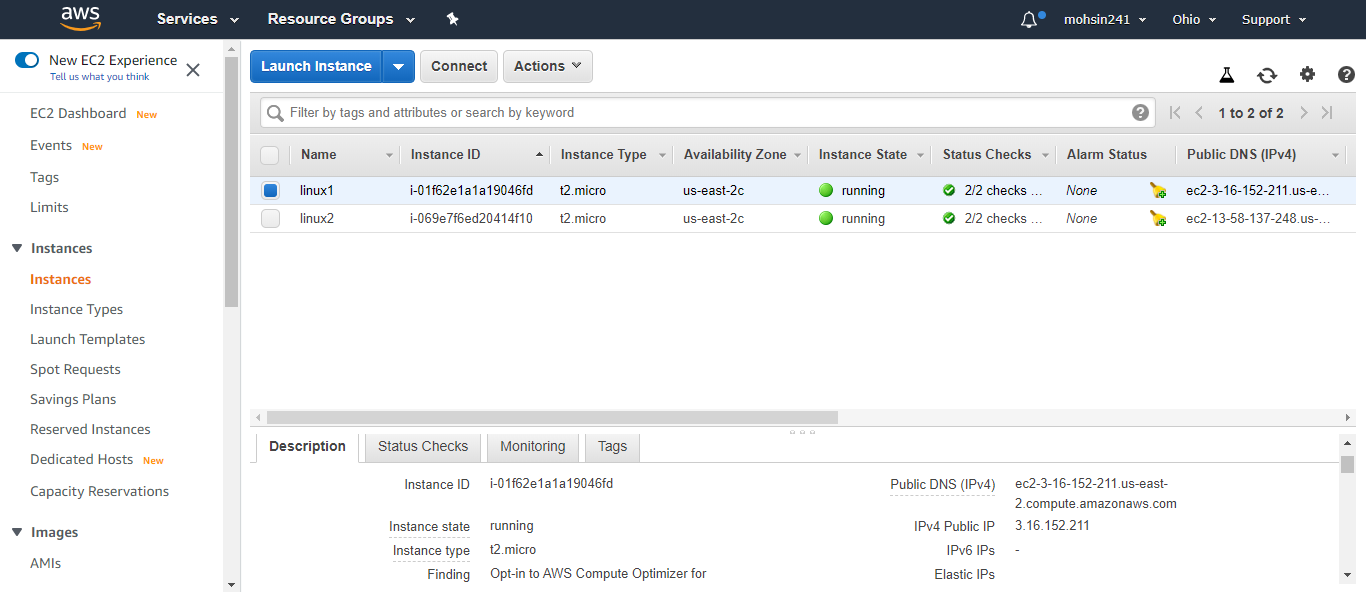 aws Services Resource Groups mohsin241 Ohio Support
New EC2 Experience
Tell us what you think
EC2 Dashboard New
Events New
Tags
Limits
Instances
Instances
Instance Types
Launch Templates
Spot Requests
Savings Plans
Reserved Instances
Dedicated Hosts New
Capacity Reservations
Images
AMIs
Launch Instance Connect Actions
Filter by tags and attributes or search by keyword 1 to 2 of 2
Name Instance ID Instance Type Availability Zone Instance State Status Checks Alarm Status Public DNS (IPv4)
linux1 i-01f62e1a1a19046fd t2.micro us-east-2c running 2/2 checks ... None ec2-3-16-152-211.us-e...
linux2 i-069e7f6ed20414f10 t2.micro us-east-2c running 2/2 checks ... None ec2-13-58-137-248.us-...
Description Status Checks Monitoring Tags
Instance ID i-01f62e1a1a19046fd Public DNS (IPv4) ec2-3-16-152-211.us-east-
2.compute.amazonaws.com
Instance state running IPv4 Public IP 3.16.152.211
Instance type t2.micro IPv6 IPs -
Finding Opt-in to AWS Compute Optimizer for Elastic IPs